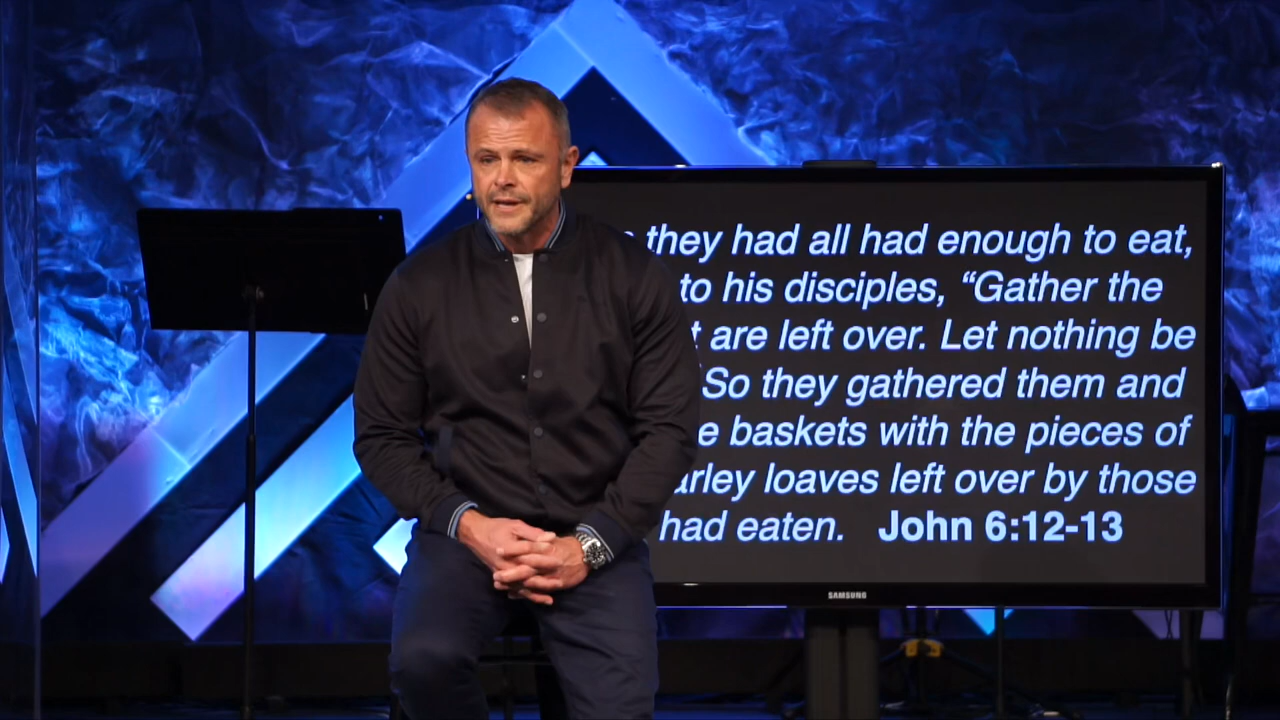 they had all had enough to eat,
to his disciples, “Gather the
are left over. Let nothing be
So they gathered them and
baskets with the pieces of
loaves left over by those
had eaten. John 6:12-13
SAMSUNG